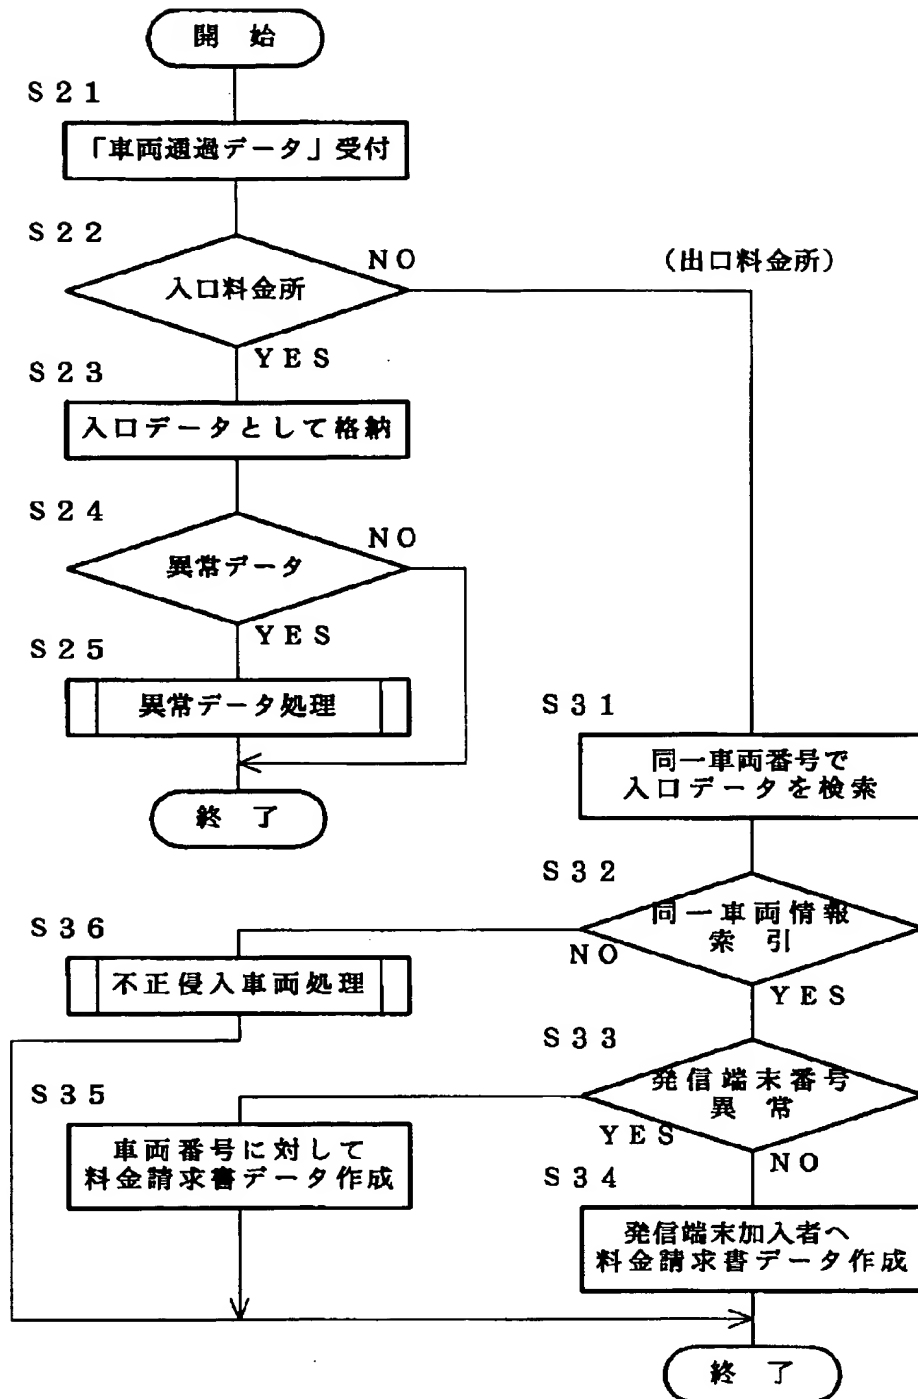 開 始
S21
「車両通過データ」受付
S22
入口料金所
NO
(出口料金所)
YES
S23
入口データとして格納
S24
異常データ
NO
YES
S25
異常データ処理
終 了
S31
同一車両番号で
入口データを検索
S32
同一車両情報
索 引
NO
YES
S36
不正侵入車両処理
S33
発信端末番号
異 常
YES
NO
S35
車両番号に対して
料金請求書データ作成
S34
発信端末加入者へ
料金請求書データ作成
終 了